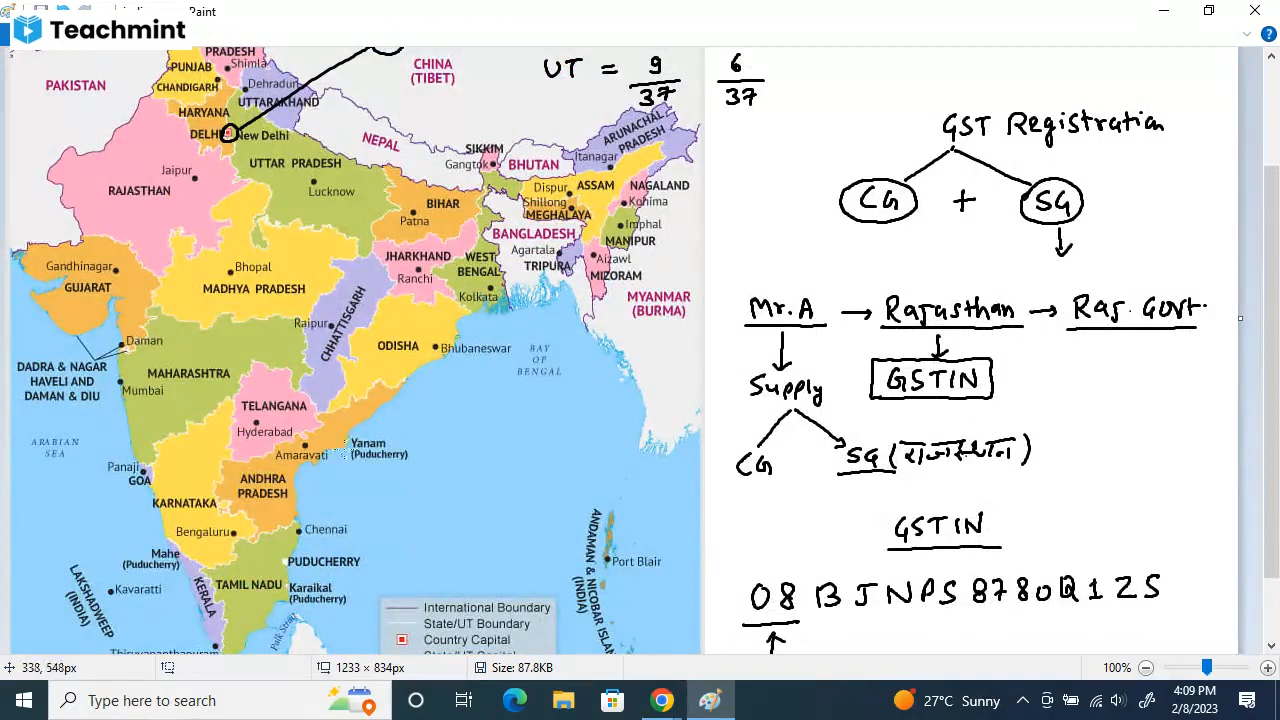 Paint
Teachmint
PRADESH
Shimla
CHINA
(TIBET)
UT = 9/37
6/37
PAKISTAN
PUNJAB
CHANDIGARH
Dehradun
UTTARAKHAND
HARYANA
DELHI
New Delhi
GST Registration
ARUNACHAL PRADESH
NEPAL
SIKKIM
Gangtok
BHUTAN
Itanagar
UTTAR PRADESH
Jaipur
RAJASTHAN
Lucknow
Dispur
ASSAM
NAGALAND
Shillong
Kohima
MEGHALAYA
BIHAR
Patna
Imphal
MANIPUR
CG + SG
BANGLADESH
Agartala
TRIPURA
Aizawl
MIZORAM
JHARKHAND
Ranchi
WEST
BENGAL
Kolkata
Gandhinagar
GUJARAT
Bhopal
MADHYA PRADESH
MYANMAR
(BURMA)
Mr. A → Rajasthan → Raj. Govt.
Raipur
CHHATTISGARH
ODISHA
Bhubaneswar
BAY
OF
BENGAL
Daman
DADRA & NAGAR
HAVELI AND
DAMAN & DIU
MAHARASHTRA
Mumbai
Supply
GSTIN
TELANGANA
Hyderabad
ARABIAN
SEA
Amaravati
Yanam
(Puducherry)
CG
SG (राजस्थान)
Panaji
GOA
KARNATAKA
ANDHRA
PRADESH
GSTIN
Bengaluru
Chennai
Mahe
(Puducherry)
PUDUCHERRY
ANDAMAN & NICOBAR ISLANDS
(INDIA)
Port Blair
LAKSHADWEEP
(INDIA)
Kavaratti
KERALA
TAMIL NADU
Karaikal
(Puducherry)
08 BJNPS8780Q1ZS
International Boundary
State/UT Boundary
Country Capital
Thiruvananthapuram
Palk Strait
338, 548px
1233 × 834px
Size: 87.8KB
100%
Type here to search
27°C Sunny
4:09 PM
2/8/2023